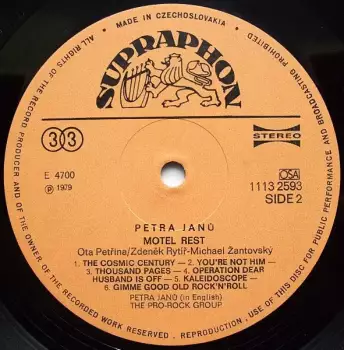 MADE IN CZECHOSLOVAKIA
ALL RIGHTS OF THE RECORD PRODUCER AND OF THE OWNER OF THE RECORDED WORK RESERVED . REPRODUCTION , USE OF THIS DISC FOR PUBLIC PERFORMANCE AND BROADCASTING PROHIBITED
SUPRAPHON
33
STEREO
E 4700
℗ 1979
OSA
1113 2593
SIDE 2
PETRA JANŮ
MOTEL REST
Ota Petřina/Zdeněk Rytíř-Michael Žantovský
1. THE COSMIC CENTURY - 2. YOU'RE NOT HIM -
3. THOUSAND PAGES - 4. OPERATION DEAR
HUSBAND IS OFF - 5. KALEIDOSCOPE -
6. GIMME GOOD OLD ROCK'N'ROLL
PETRA JANŮ (in English)
THE PRO-ROCK GROUP